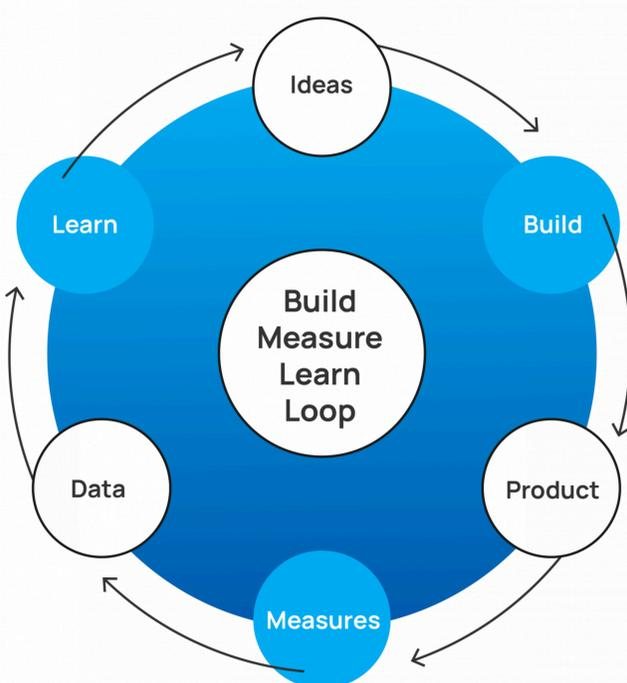 Ideas
Learn
Build
Build
Measure
Learn
Loop
Data
Product
Measures